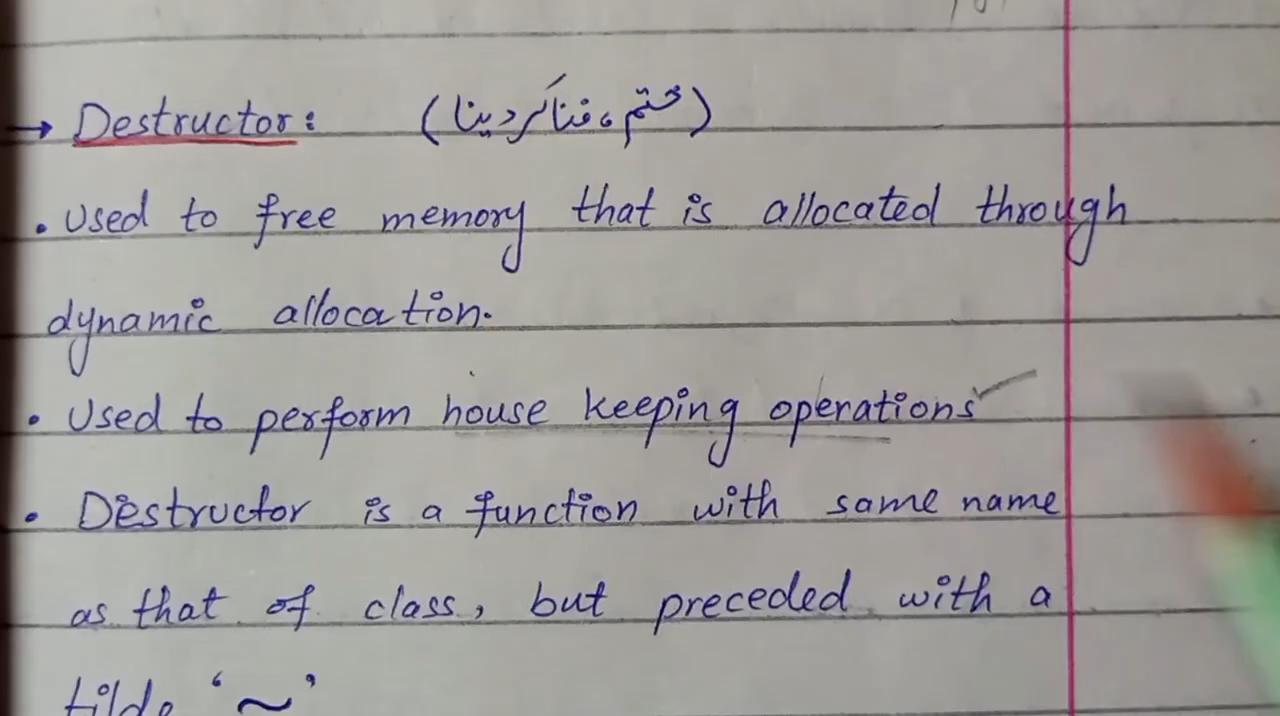 → Destructor: (ختم، فنا کر دینا)
• Used to free memory that is allocated through
dynamic allocation.
• Used to perform house keeping operations ✓
• Destructor is a function with same name
as that of class, but preceded with a
tilde '~'